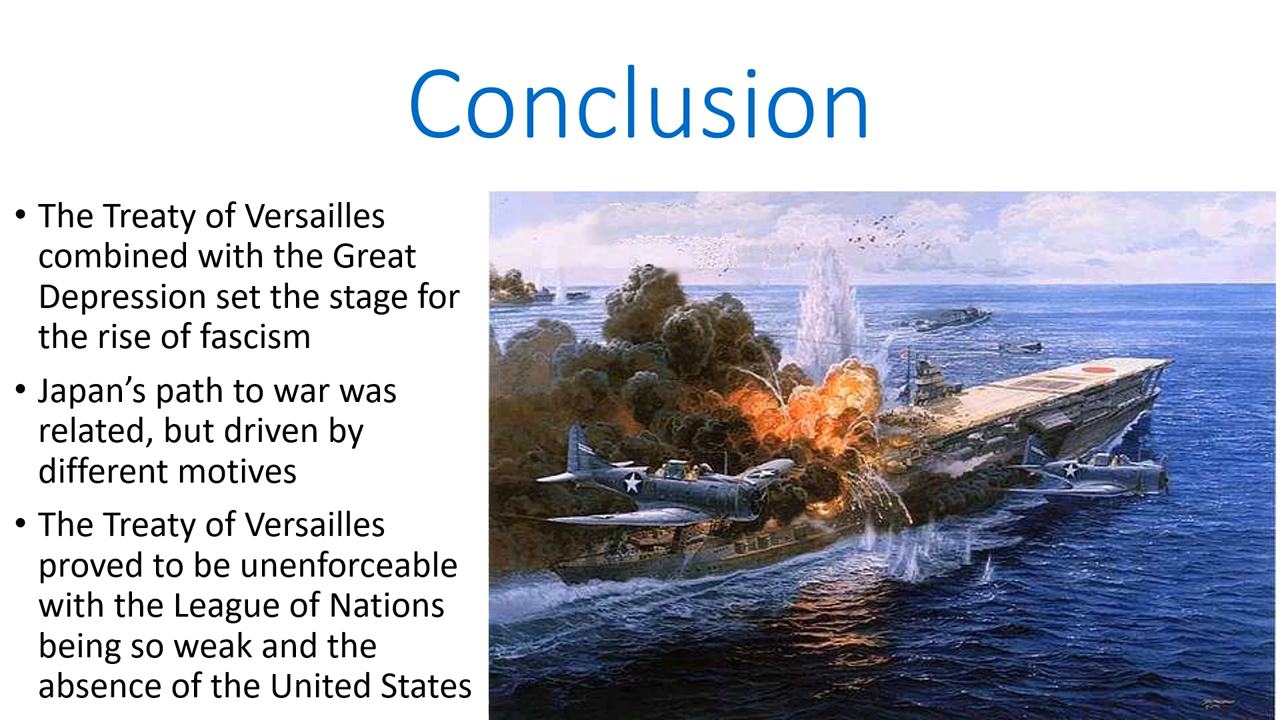 Conclusion
• The Treaty of Versailles
combined with the Great
Depression set the stage for
the rise of fascism
• Japan’s path to war was
related, but driven by
different motives
• The Treaty of Versailles
proved to be unenforceable
with the League of Nations
being so weak and the
absence of the United States